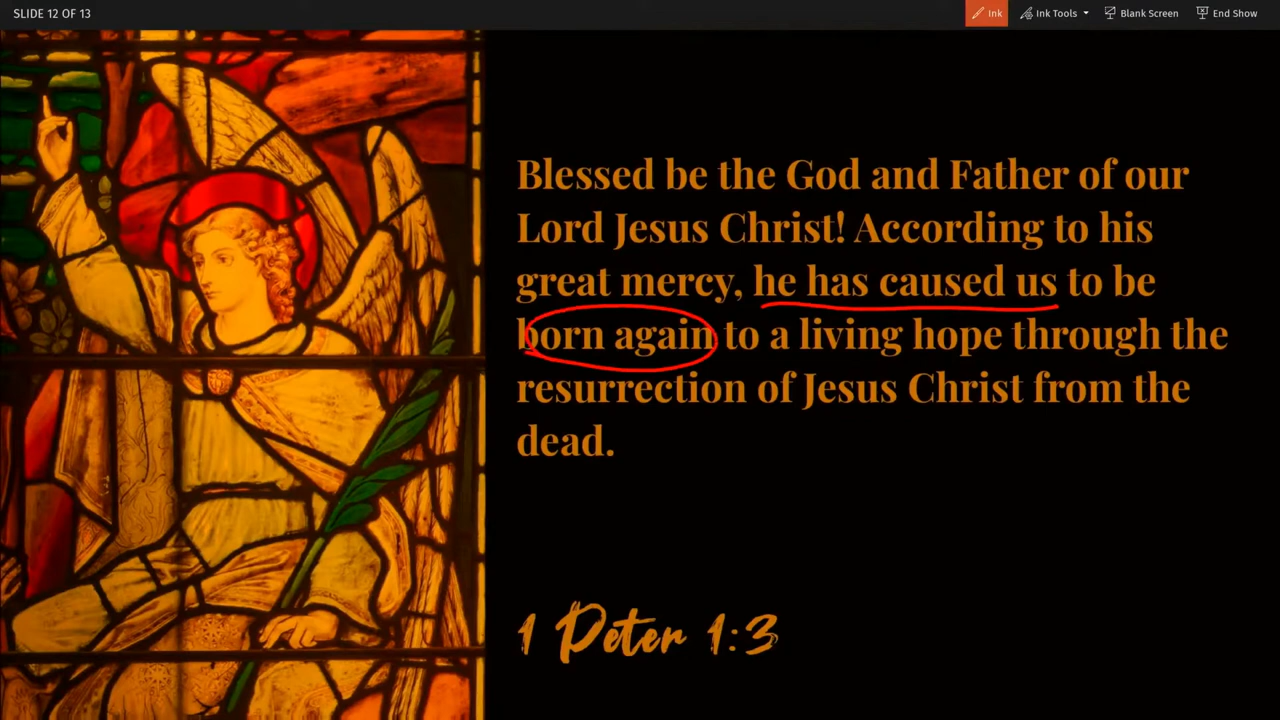 SLIDE 12 OF 13
Ink
Ink Tools
Blank Screen
End Show
Blessed be the God and Father of our
Lord Jesus Christ! According to his
great mercy, he has caused us to be
born again to a living hope through the
resurrection of Jesus Christ from the
dead.
1 Peter 1:3